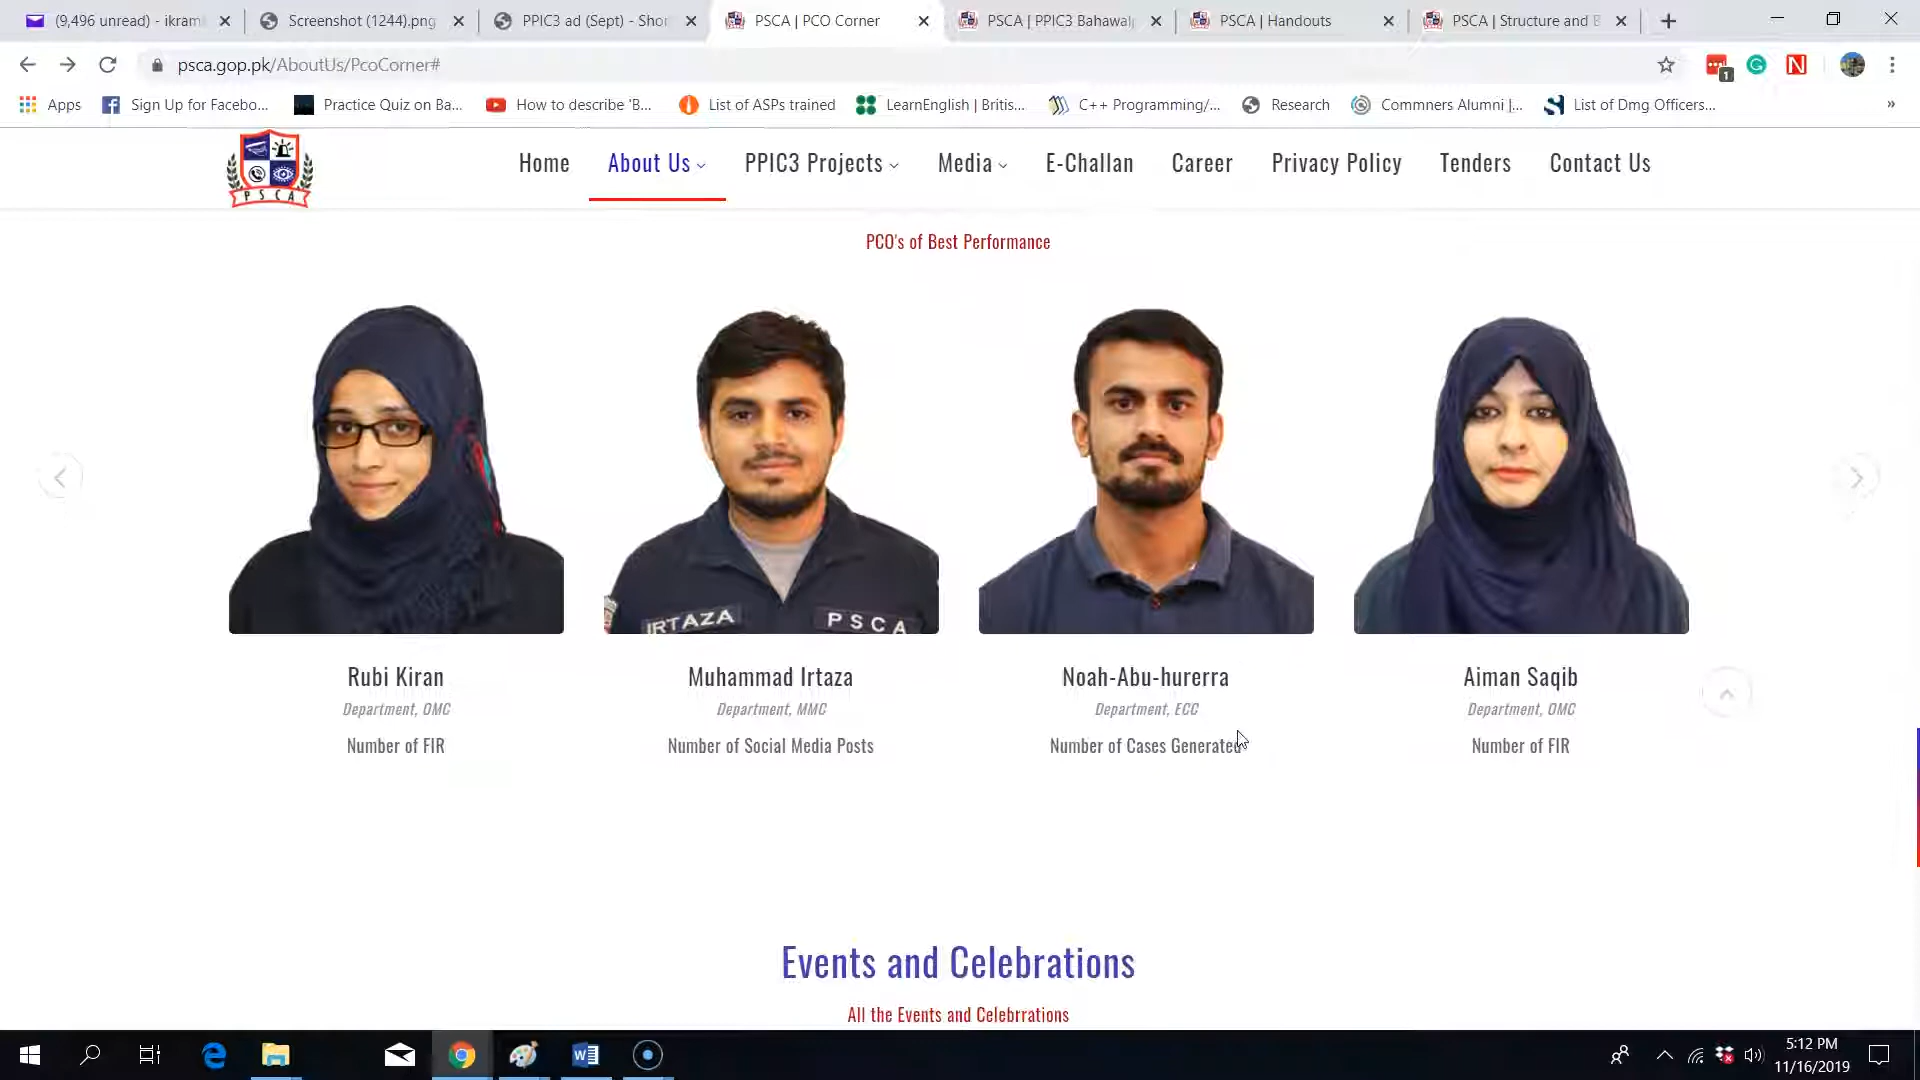 (9,496 unread) - ikram
Screenshot (1244).png
PPIC3 ad (Sept) - Shor
PSCA | PCO Corner
PSCA | PPIC3 Bahawal
PSCA | Handouts
PSCA | Structure and B
psca.gop.pk/AboutUs/PcoCorner#
1
Apps
Sign Up for Facebo...
Practice Quiz on Ba...
How to describe 'B...
List of ASPs trained
LearnEnglish | Britis...
C++ Programming/...
Research
Commners Alumni |...
List of Dmg Officers...
PSCA
Home
About Us
PPIC3 Projects
Media
E-Challan
Career
Privacy Policy
Tenders
Contact Us
PCO's of Best Performance
IRTAZA
PSCA
Rubi Kiran
Muhammad Irtaza
Noah-Abu-hurerra
Aiman Saqib
Department, OMC
Department, MMC
Department, ECC
Department, OMC
Number of FIR
Number of Social Media Posts
Number of Cases Generated
Number of FIR
Events and Celebrations
All the Events and Celebrrations
5:12 PM
11/16/2019